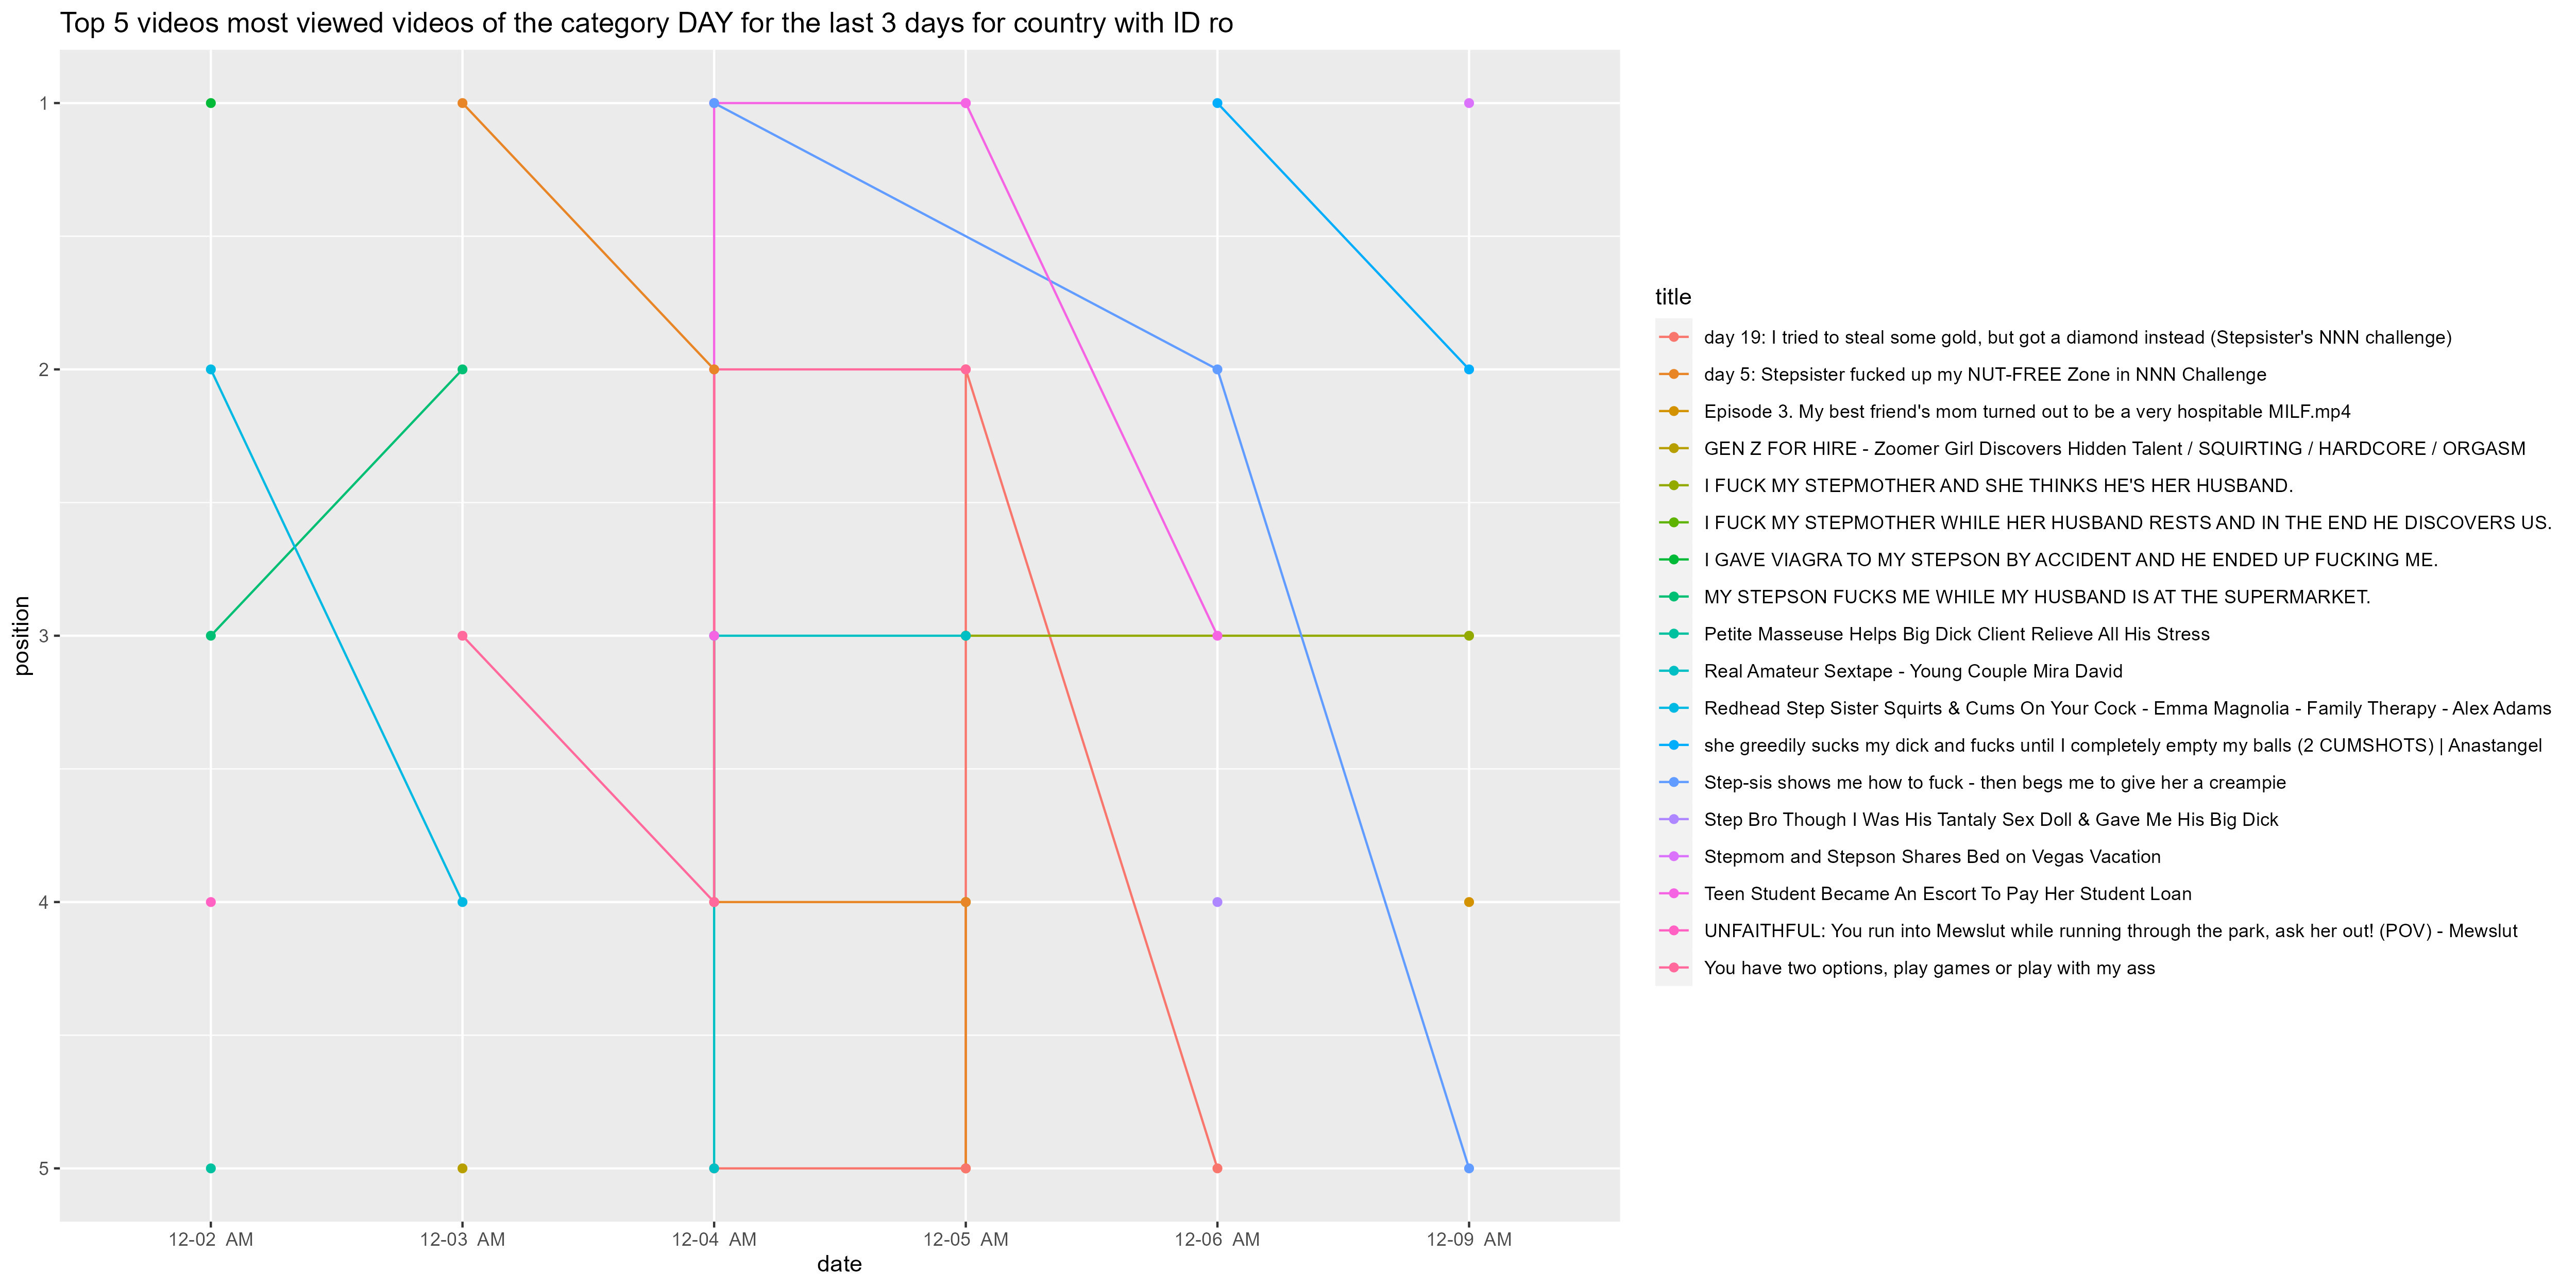 Top 5 videos most viewed videos of the category DAY for the last 3 days for country with ID ro
position
1
2
3
4
5
12-02 AM
12-03 AM
12-04 AM
12-05 AM
12-06 AM
12-09 AM
date
title
day 19: I tried to steal some gold, but got a diamond instead (Stepsister's NNN challenge)
day 5: Stepsister fucked up my NUT-FREE Zone in NNN Challenge
Episode 3. My best friend's mom turned out to be a very hospitable MILF.mp4
GEN Z FOR HIRE - Zoomer Girl Discovers Hidden Talent / SQUIRTING / HARDCORE / ORGASM
I FUCK MY STEPMOTHER AND SHE THINKS HE'S HER HUSBAND.
I FUCK MY STEPMOTHER WHILE HER HUSBAND RESTS AND IN THE END HE DISCOVERS US.
I GAVE VIAGRA TO MY STEPSON BY ACCIDENT AND HE ENDED UP FUCKING ME.
MY STEPSON FUCKS ME WHILE MY HUSBAND IS AT THE SUPERMARKET.
Petite Masseuse Helps Big Dick Client Relieve All His Stress
Real Amateur Sextape - Young Couple Mira David
Redhead Step Sister Squirts & Cums On Your Cock - Emma Magnolia - Family Therapy - Alex Adams
she greedily sucks my dick and fucks until I completely empty my balls (2 CUMSHOTS) | Anastangel
Step-sis shows me how to fuck - then begs me to give her a creampie
Step Bro Though I Was His Tantaly Sex Doll & Gave Me His Big Dick
Stepmom and Stepson Shares Bed on Vegas Vacation
Teen Student Became An Escort To Pay Her Student Loan
UNFAITHFUL: You run into Mewslut while running through the park, ask her out! (POV) - Mewslut
You have two options, play games or play with my ass